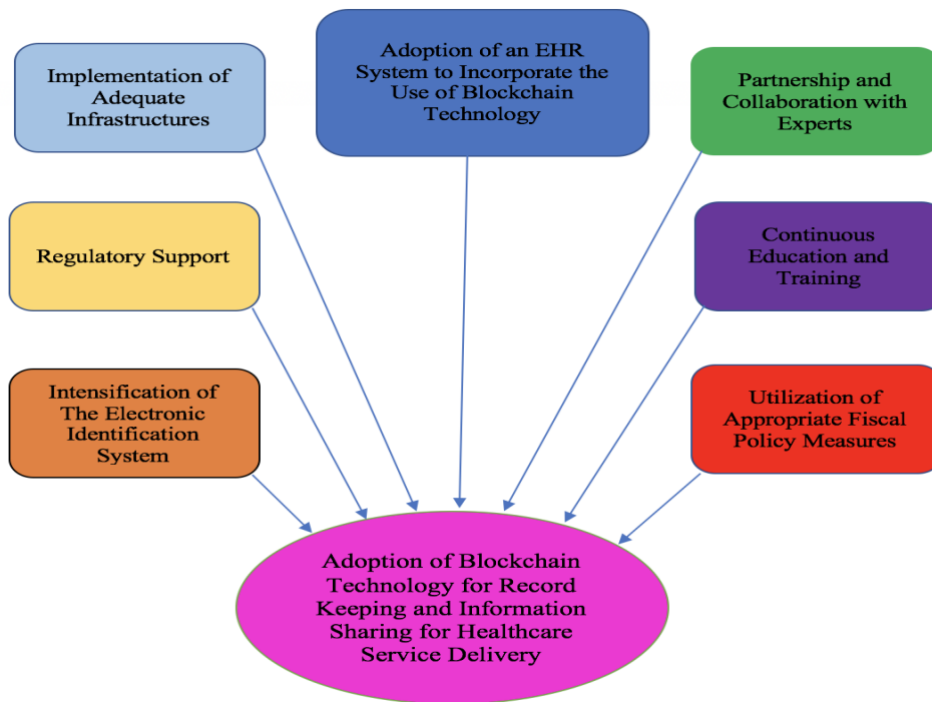 Implementation of
Adequate
Infrastructures
Adoption of an EHR
System to Incorporate the
Use of Blockchain
Technology
Partnership and
Collaboration with
Experts
Regulatory Support
Continuous
Education and
Training
Intensification of
The Electronic
Identification
System
Utilization of
Appropriate Fiscal
Policy Measures
Adoption of Blockchain
Technology for Record
Keeping and Information
Sharing for Healthcare
Service Delivery